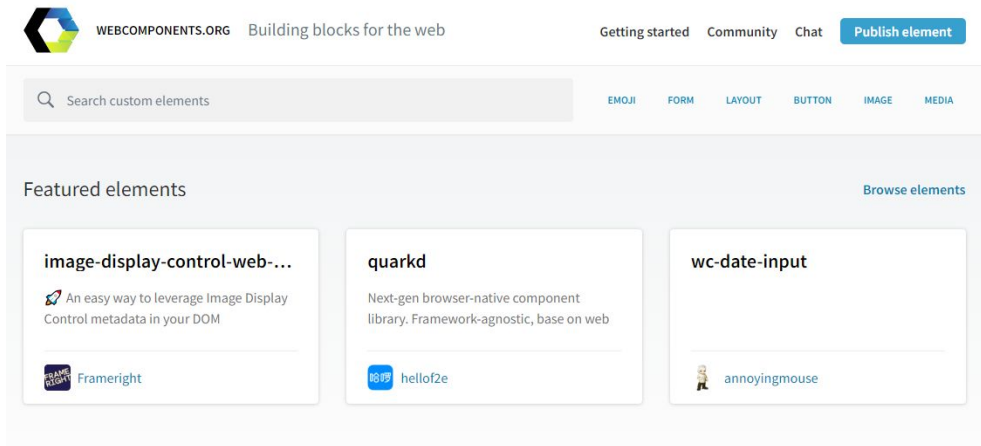 WEBCOMPONENTS.ORG Building blocks for the web
Getting started Community Chat Publish element
Search custom elements
EMOJI FORM LAYOUT BUTTON IMAGE MEDIA
Featured elements
Browse elements
image-display-control-web-...
🚀 An easy way to leverage Image Display
Control metadata in your DOM
FRAME
RIGHT
Frameright
quarkd
Next-gen browser-native component
library. Framework-agnostic, base on web
哈啰
hellof2e
wc-date-input
annoyingmouse